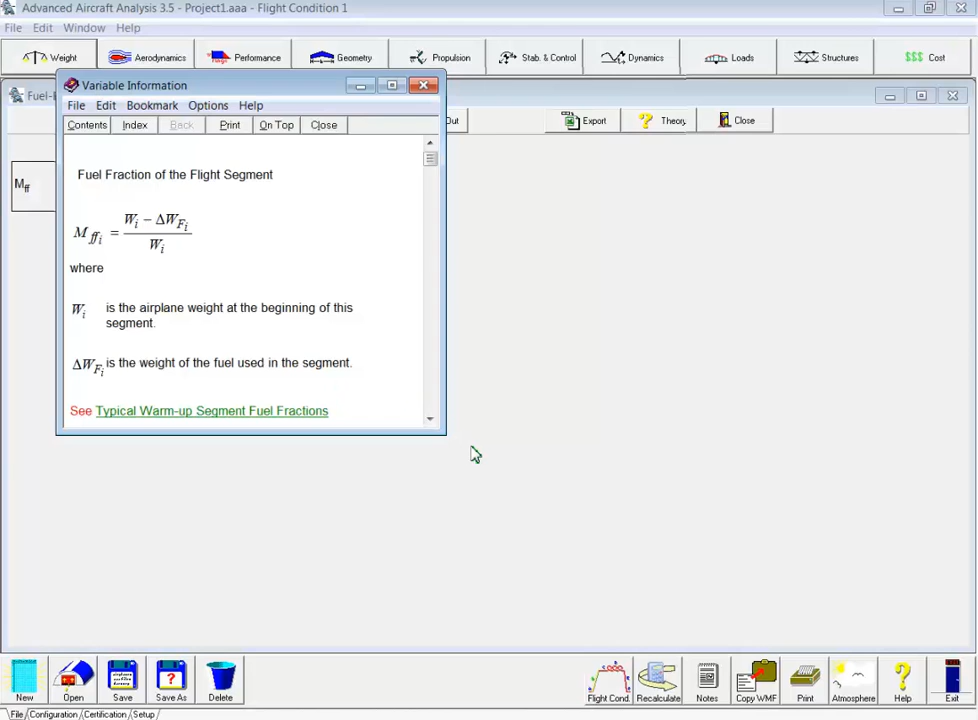 Advanced Aircraft Analysis 3.5 - Project1.aaa - Flight Condition 1
File Edit Window Help
Weight Aerodynamics Performance Geometry Propulsion Stab. & Control Dynamics Loads Structures $$$ Cost
Variable Information
File Edit Bookmark Options Help
Contents Index Back Print On Top Close
Export ? Theory Close
M_ff
Fuel Fraction of the Flight Segment
M_ff_i = (W_i − ΔW_F_i) / W_i
where
W_i is the airplane weight at the beginning of this
segment.
ΔW_F_i is the weight of the fuel used in the segment.
See Typical Warm-up Segment Fuel Fractions
New Open Save Save As Delete Flight Cond. Recalculate Notes Copy WMF Print Atmosphere Help Exit
File Configuration Certification Setup